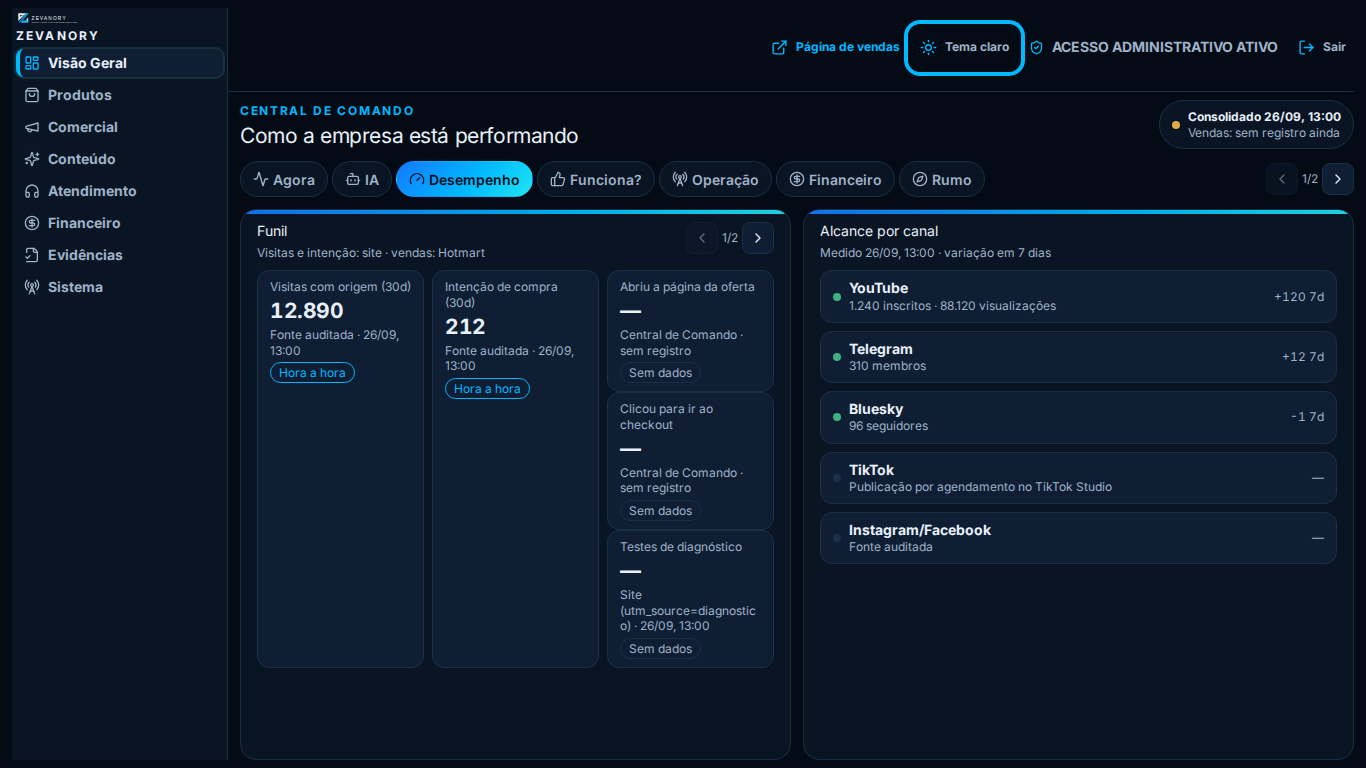 ZEVANORY
ZEVANORY
Visão Geral
Produtos
Comercial
Conteúdo
Atendimento
Financeiro
Evidências
Sistema
Página de vendas
Tema claro
ACESSO ADMINISTRATIVO ATIVO
Sair
CENTRAL DE COMANDO
Como a empresa está performando
Consolidado 26/09, 13:00
Vendas: sem registro ainda
Agora
IA
Desempenho
Funciona?
Operação
Financeiro
Rumo
1/2
Funil
Visitas e intenção: site · vendas: Hotmart
1/2
Visitas com origem (30d)
12.890
Fonte auditada · 26/09,
13:00
Hora a hora
Intenção de compra
(30d)
212
Fonte auditada · 26/09,
13:00
Hora a hora
Abriu a página da oferta
—
Central de Comando ·
sem registro
Sem dados
Clicou para ir ao
checkout
—
Central de Comando ·
sem registro
Sem dados
Testes de diagnóstico
—
Site
(utm_source=diagnostic
o) · 26/09, 13:00
Sem dados
Alcance por canal
Medido 26/09, 13:00 · variação em 7 dias
YouTube
1.240 inscritos · 88.120 visualizações
+120 7d
Telegram
310 membros
+12 7d
Bluesky
96 seguidores
-1 7d
TikTok
Publicação por agendamento no TikTok Studio
—
Instagram/Facebook
Fonte auditada
—